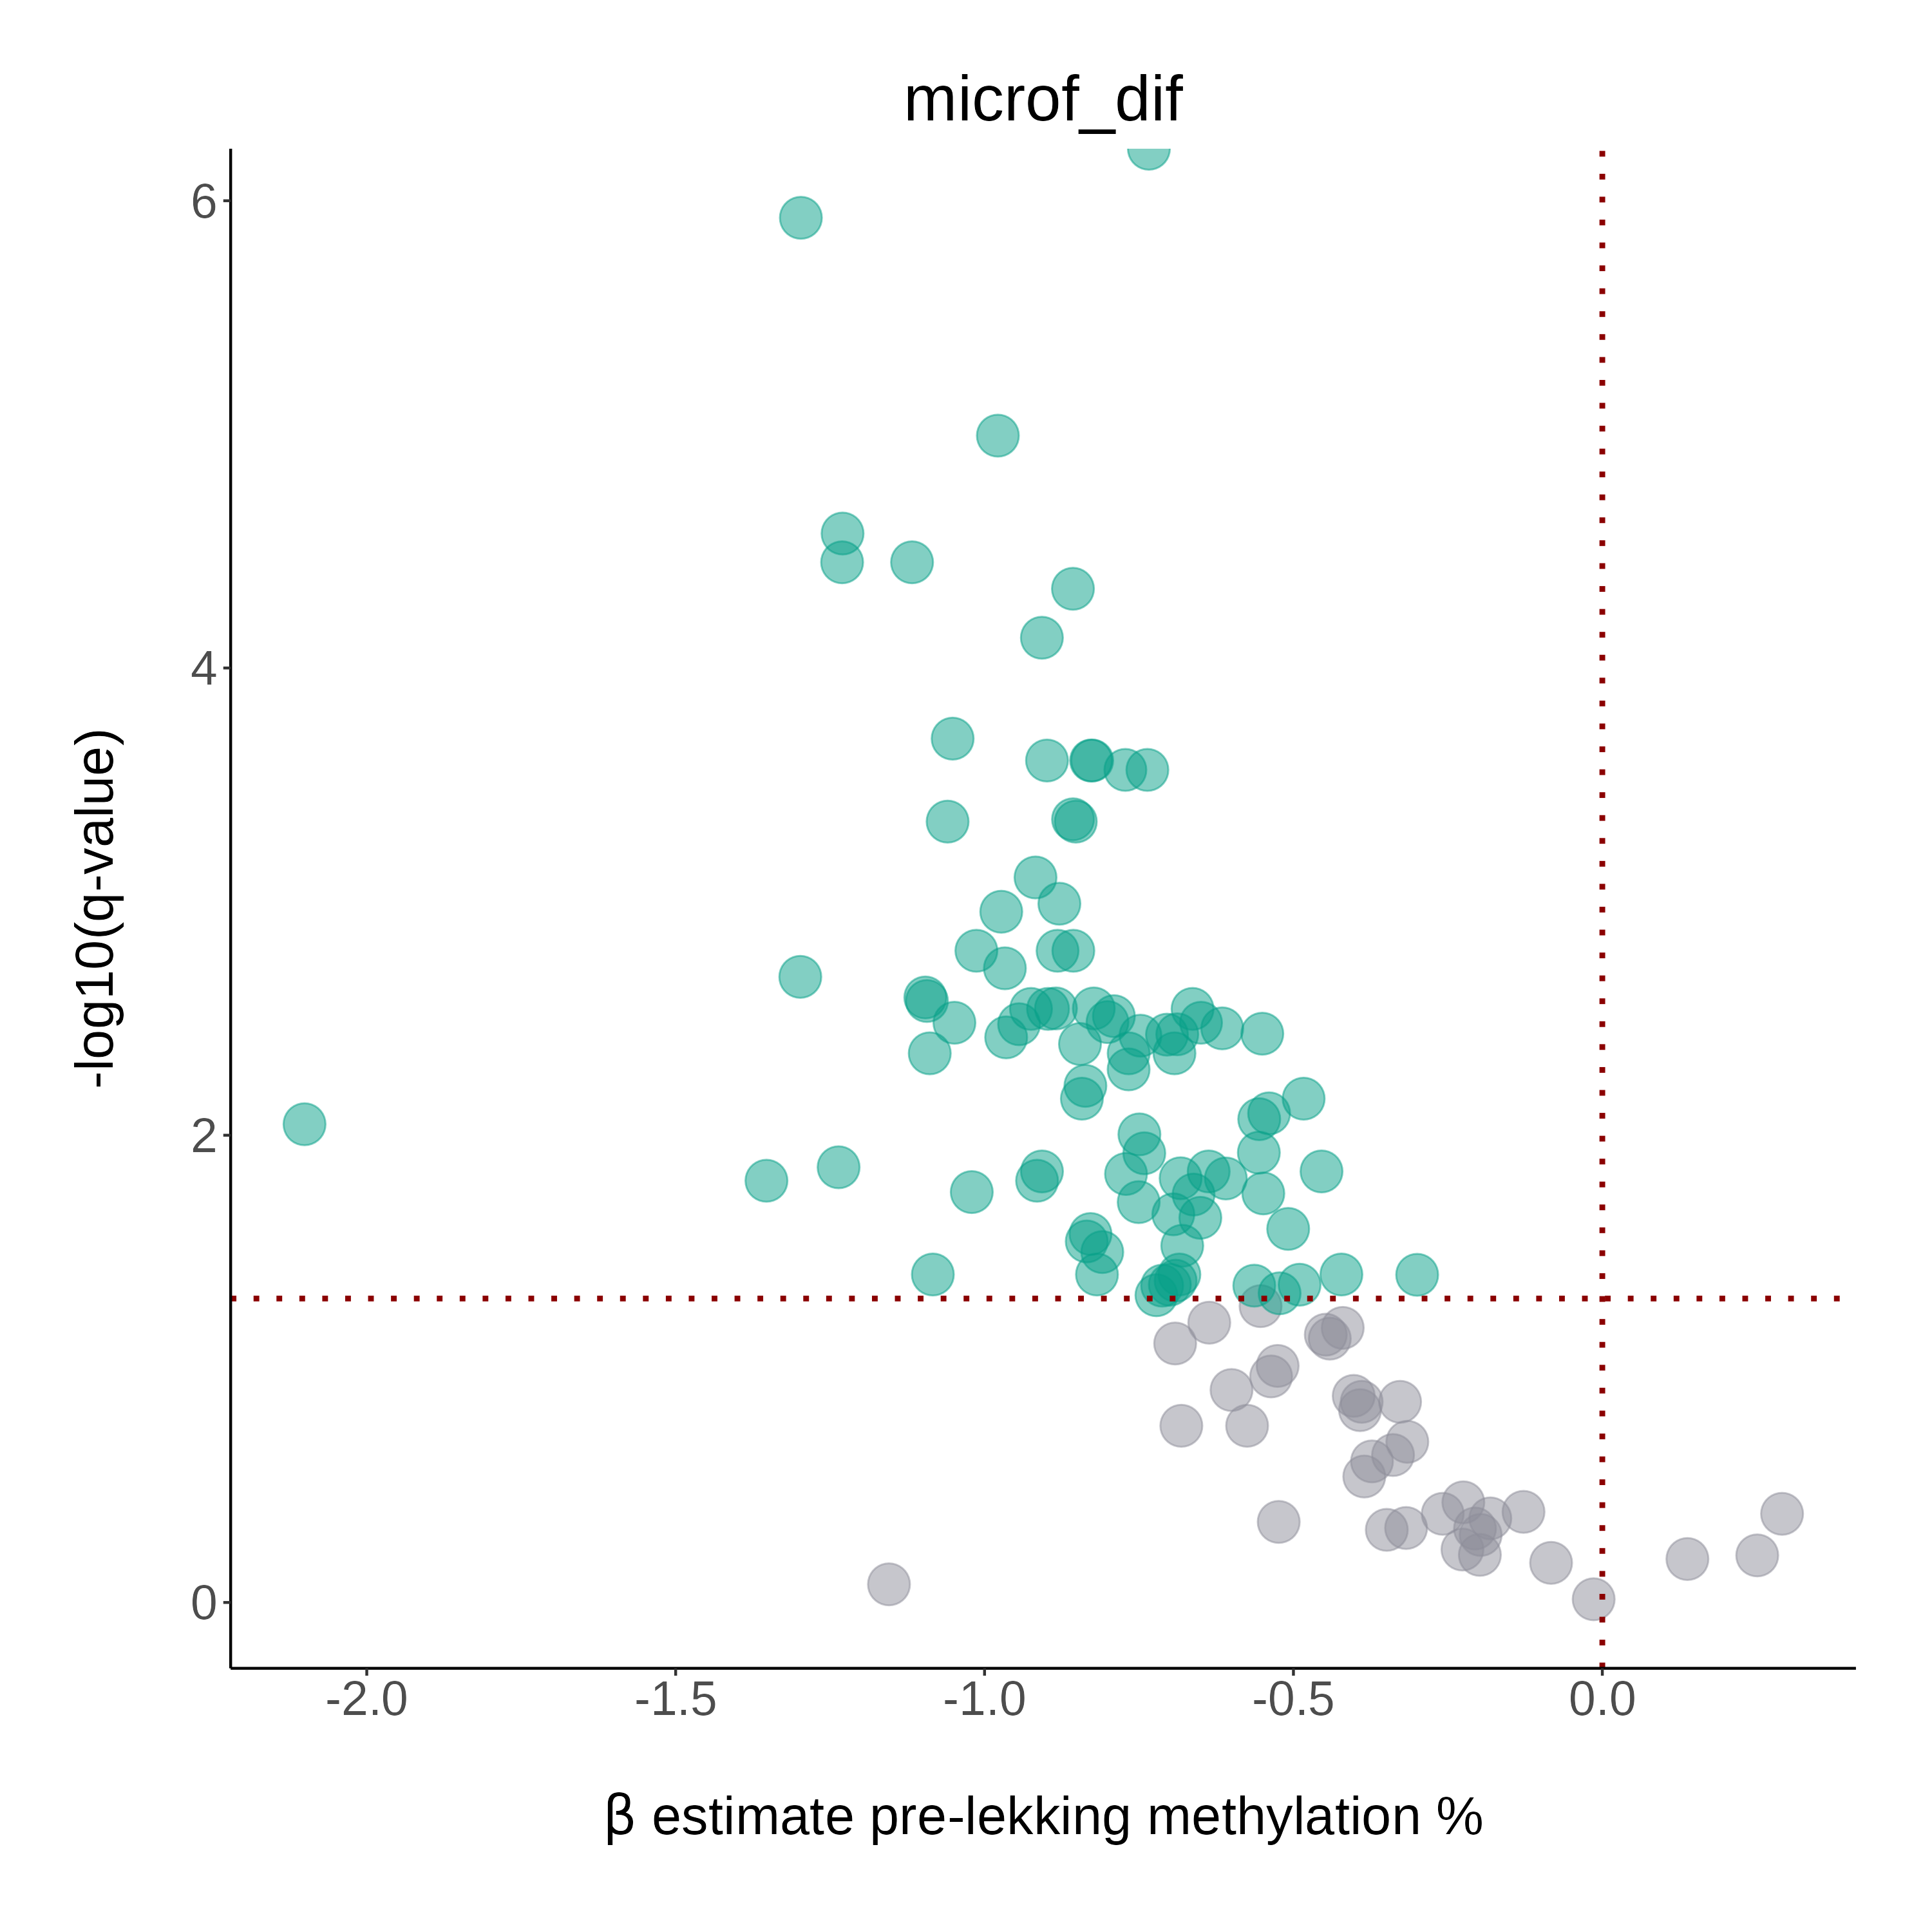 microf_dif
6
4
2
0
-log10(q-value)
-2.0 -1.5 -1.0 -0.5 0.0
β estimate pre-lekking methylation %